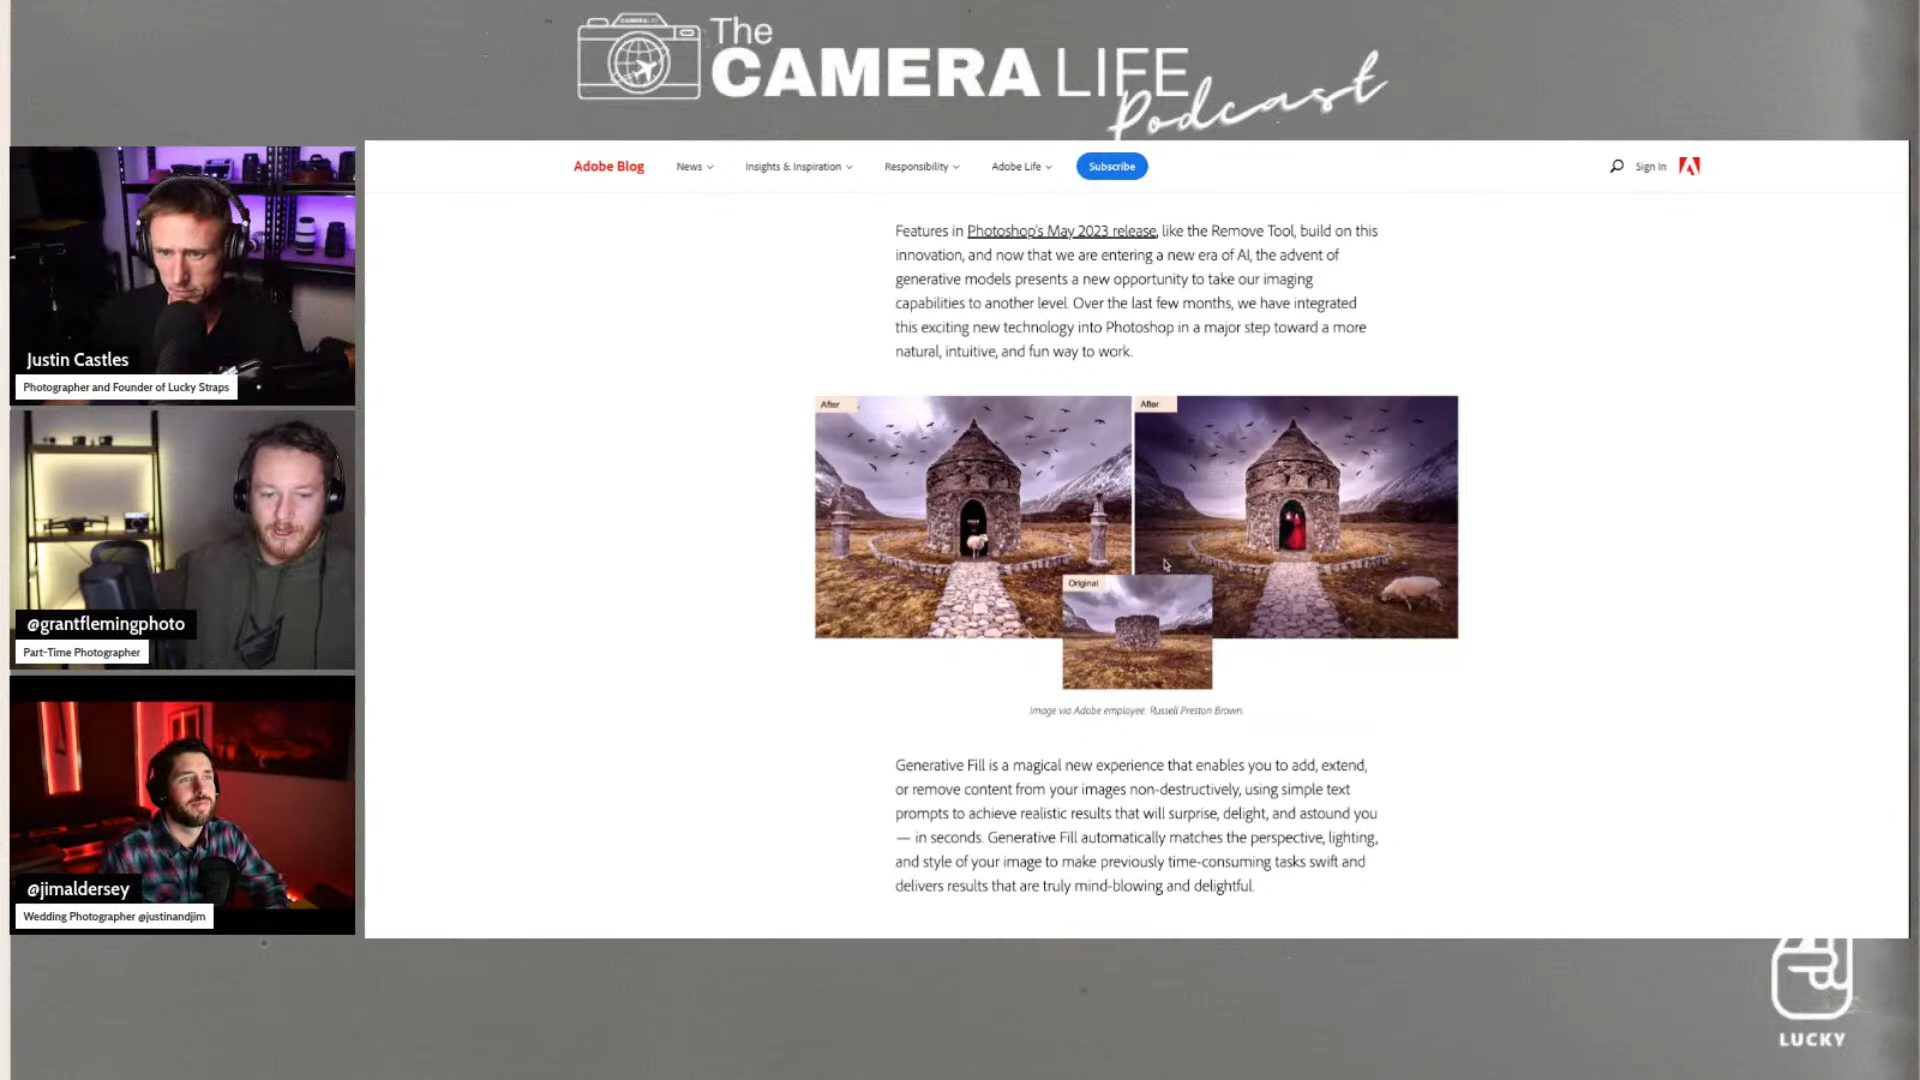 The
CAMERA LIFE
Podcast
CAMERALIFE
Justin Castles
Photographer and Founder of Lucky Straps
@grantflemingphoto
Part-Time Photographer
@jimaldersey
Wedding Photographer @justinandjim
Adobe Blog News Insights & Inspiration Responsibility Adobe Life Subscribe Sign In
Features in Photoshop's May 2023 release, like the Remove Tool, build on this
innovation, and now that we are entering a new era of AI, the advent of
generative models presents a new opportunity to take our imaging
capabilities to another level. Over the last few months, we have integrated
this exciting new technology into Photoshop in a major step toward a more
natural, intuitive, and fun way to work.
After
After
Original
Image via Adobe employee: Russell Preston Brown.
Generative Fill is a magical new experience that enables you to add, extend,
or remove content from your images non-destructively, using simple text
prompts to achieve realistic results that will surprise, delight, and astound you
— in seconds. Generative Fill automatically matches the perspective, lighting,
and style of your image to make previously time-consuming tasks swift and
delivers results that are truly mind-blowing and delightful.
LUCKY